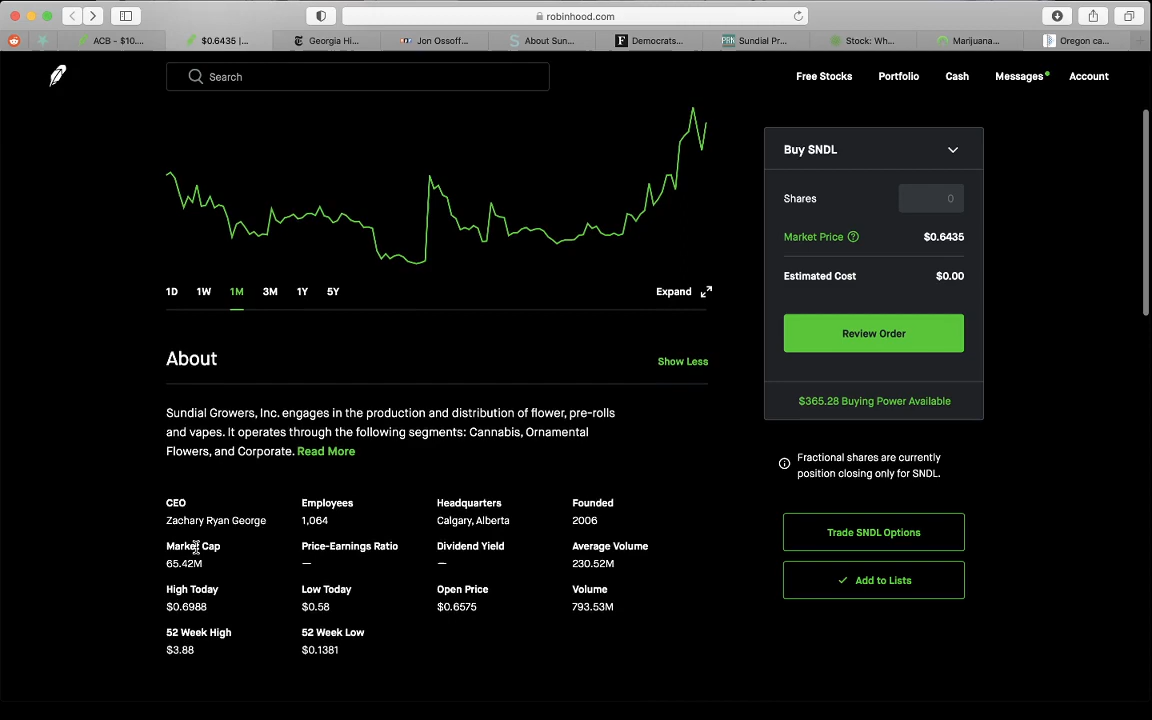 robinhood.com
ACB - $10....
$0.6435 |...
Georgia Hi...
Jon Ossoff...
About Sun...
Democrats...
Sundial Pr...
Stock: Wh...
Marijuana...
Oregon ca...
Search
Free Stocks
Portfolio
Cash
Messages
Account
Buy SNDL
Shares
0
Market Price
$0.6435
Estimated Cost
$0.00
Review Order
$365.28 Buying Power Available
Fractional shares are currently
position closing only for SNDL.
Trade SNDL Options
Add to Lists
1D 1W 1M 3M 1Y 5Y
Expand
About
Show Less
Sundial Growers, Inc. engages in the production and distribution of flower, pre-rolls
and vapes. It operates through the following segments: Cannabis, Ornamental
Flowers, and Corporate. Read More
CEO Employees Headquarters Founded
Zachary Ryan George 1,064 Calgary, Alberta 2006
Market Cap Price-Earnings Ratio Dividend Yield Average Volume
65.42M — — 230.52M
High Today Low Today Open Price Volume
$0.6988 $0.58 $0.6575 793.53M
52 Week High 52 Week Low
$3.88 $0.1381